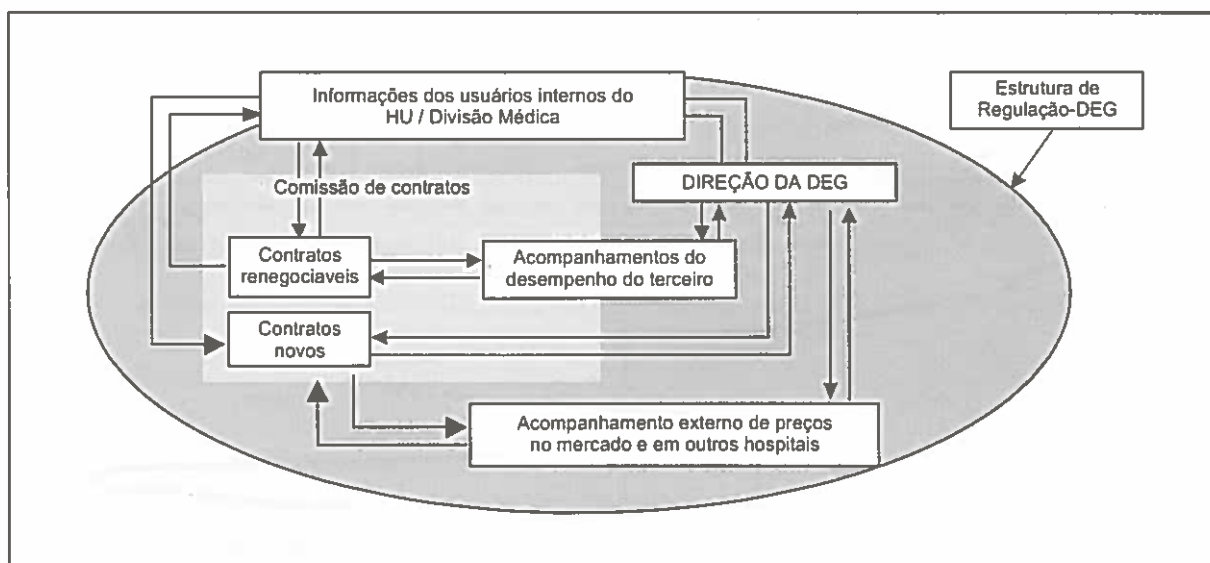 Informações dos usuários internos do
HU / Divisão Médica
Estrutura de
Regulação-DEG
DIREÇÃO DA DEG
Comissão de contratos
Contratos
renegociaveis
Acompanhamentos do
desempenho do terceiro
Contratos
novos
Acompanhamento externo de preços
no mercado e em outros hospitais